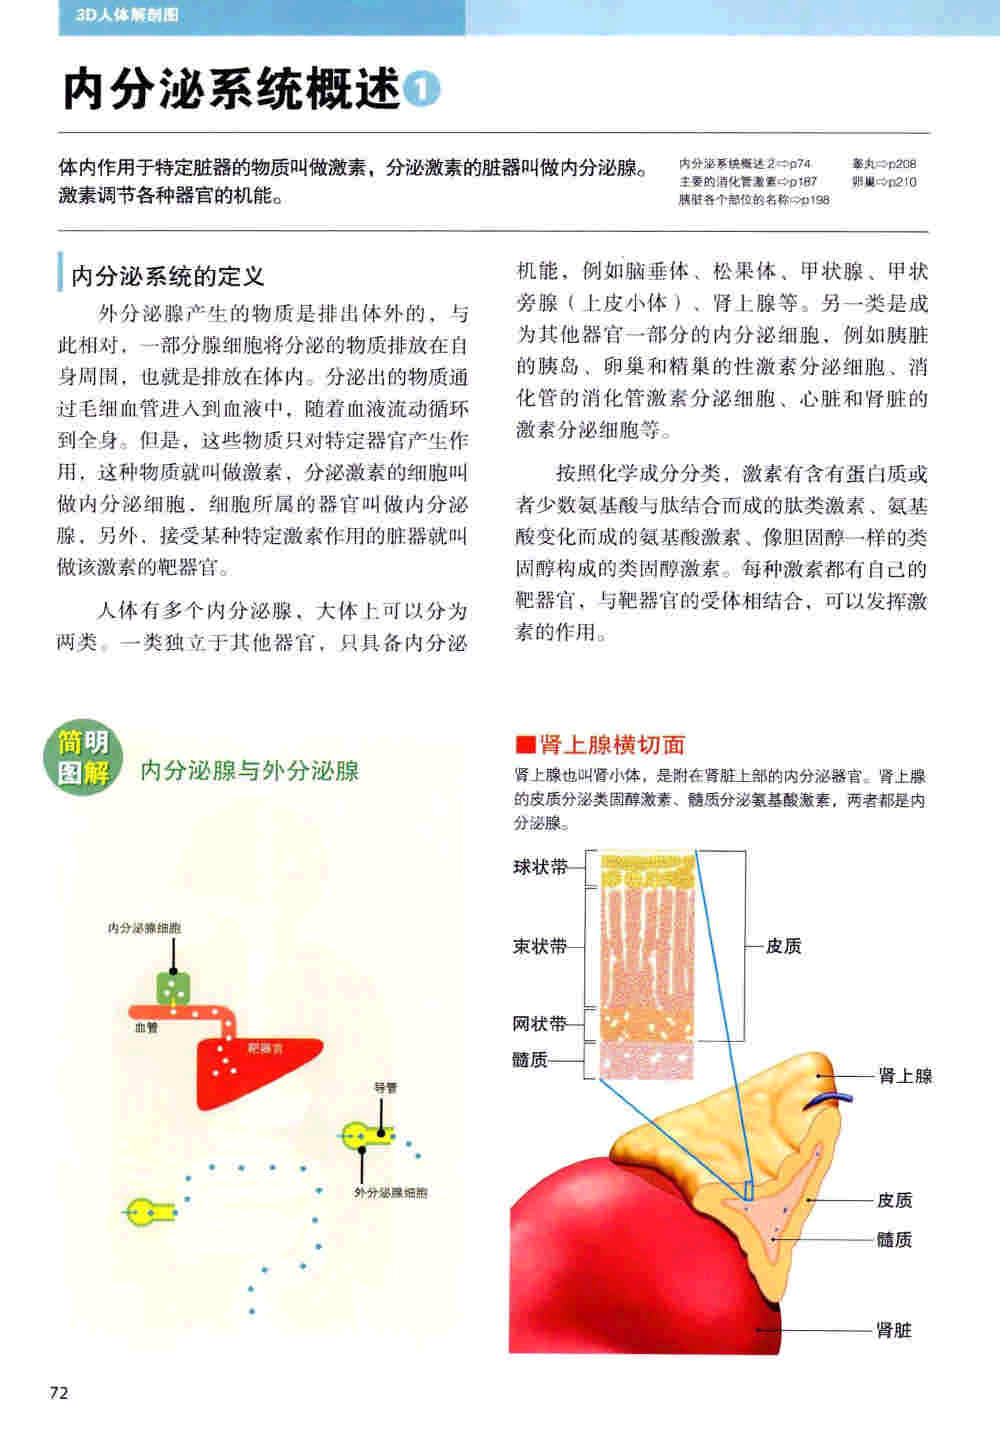 3D人体解剖图
内分泌系统概述1
体内作用于特定脏器的物质叫做激素，分泌激素的脏器叫做内分泌腺。
激素调节各种器官的机能。
内分泌系统概述2⇨p74
主要的消化管激素⇨p187
胰脏各个部位的名称⇨p198
睾丸⇨p208
卵巢⇨p210
内分泌系统的定义
外分泌腺产生的物质是排出体外的，与
此相对，一部分腺细胞将分泌的物质排放在自
身周围，也就是排放在体内。分泌出的物质通
过毛细血管进入到血液中，随着血液流动循环
到全身。但是，这些物质只对特定器官产生作
用，这种物质就叫做激素，分泌激素的细胞叫
做内分泌细胞，细胞所属的器官叫做内分泌
腺，另外，接受某种特定激素作用的脏器就叫
做该激素的靶器官。
人体有多个内分泌腺，大体上可以分为
两类。一类独立于其他器官，只具备内分泌
机能，例如脑垂体、松果体、甲状腺、甲状
旁腺（上皮小体）、肾上腺等。另一类是成
为其他器官一部分的内分泌细胞，例如胰脏
的胰岛、卵巢和精巢的性激素分泌细胞、消
化管的消化管激素分泌细胞、心脏和肾脏的
激素分泌细胞等。
按照化学成分分类，激素有含有蛋白质或
者少数氨基酸与肽结合而成的肽类激素、氨基
酸变化而成的氨基酸激素、像胆固醇一样的类
固醇构成的类固醇激素。每种激素都有自己的
靶器官，与靶器官的受体相结合，可以发挥激
素的作用。
简明
图解
内分泌腺与外分泌腺
内分泌腺细胞
血管
靶器官
导管
外分泌腺细胞
■肾上腺横切面
肾上腺也叫肾小体，是附在肾脏上部的内分泌器官。肾上腺
的皮质分泌类固醇激素、髓质分泌氨基酸激素，两者都是内
分泌腺。
球状带
束状带
皮质
网状带
髓质
肾上腺
皮质
髓质
肾脏
72